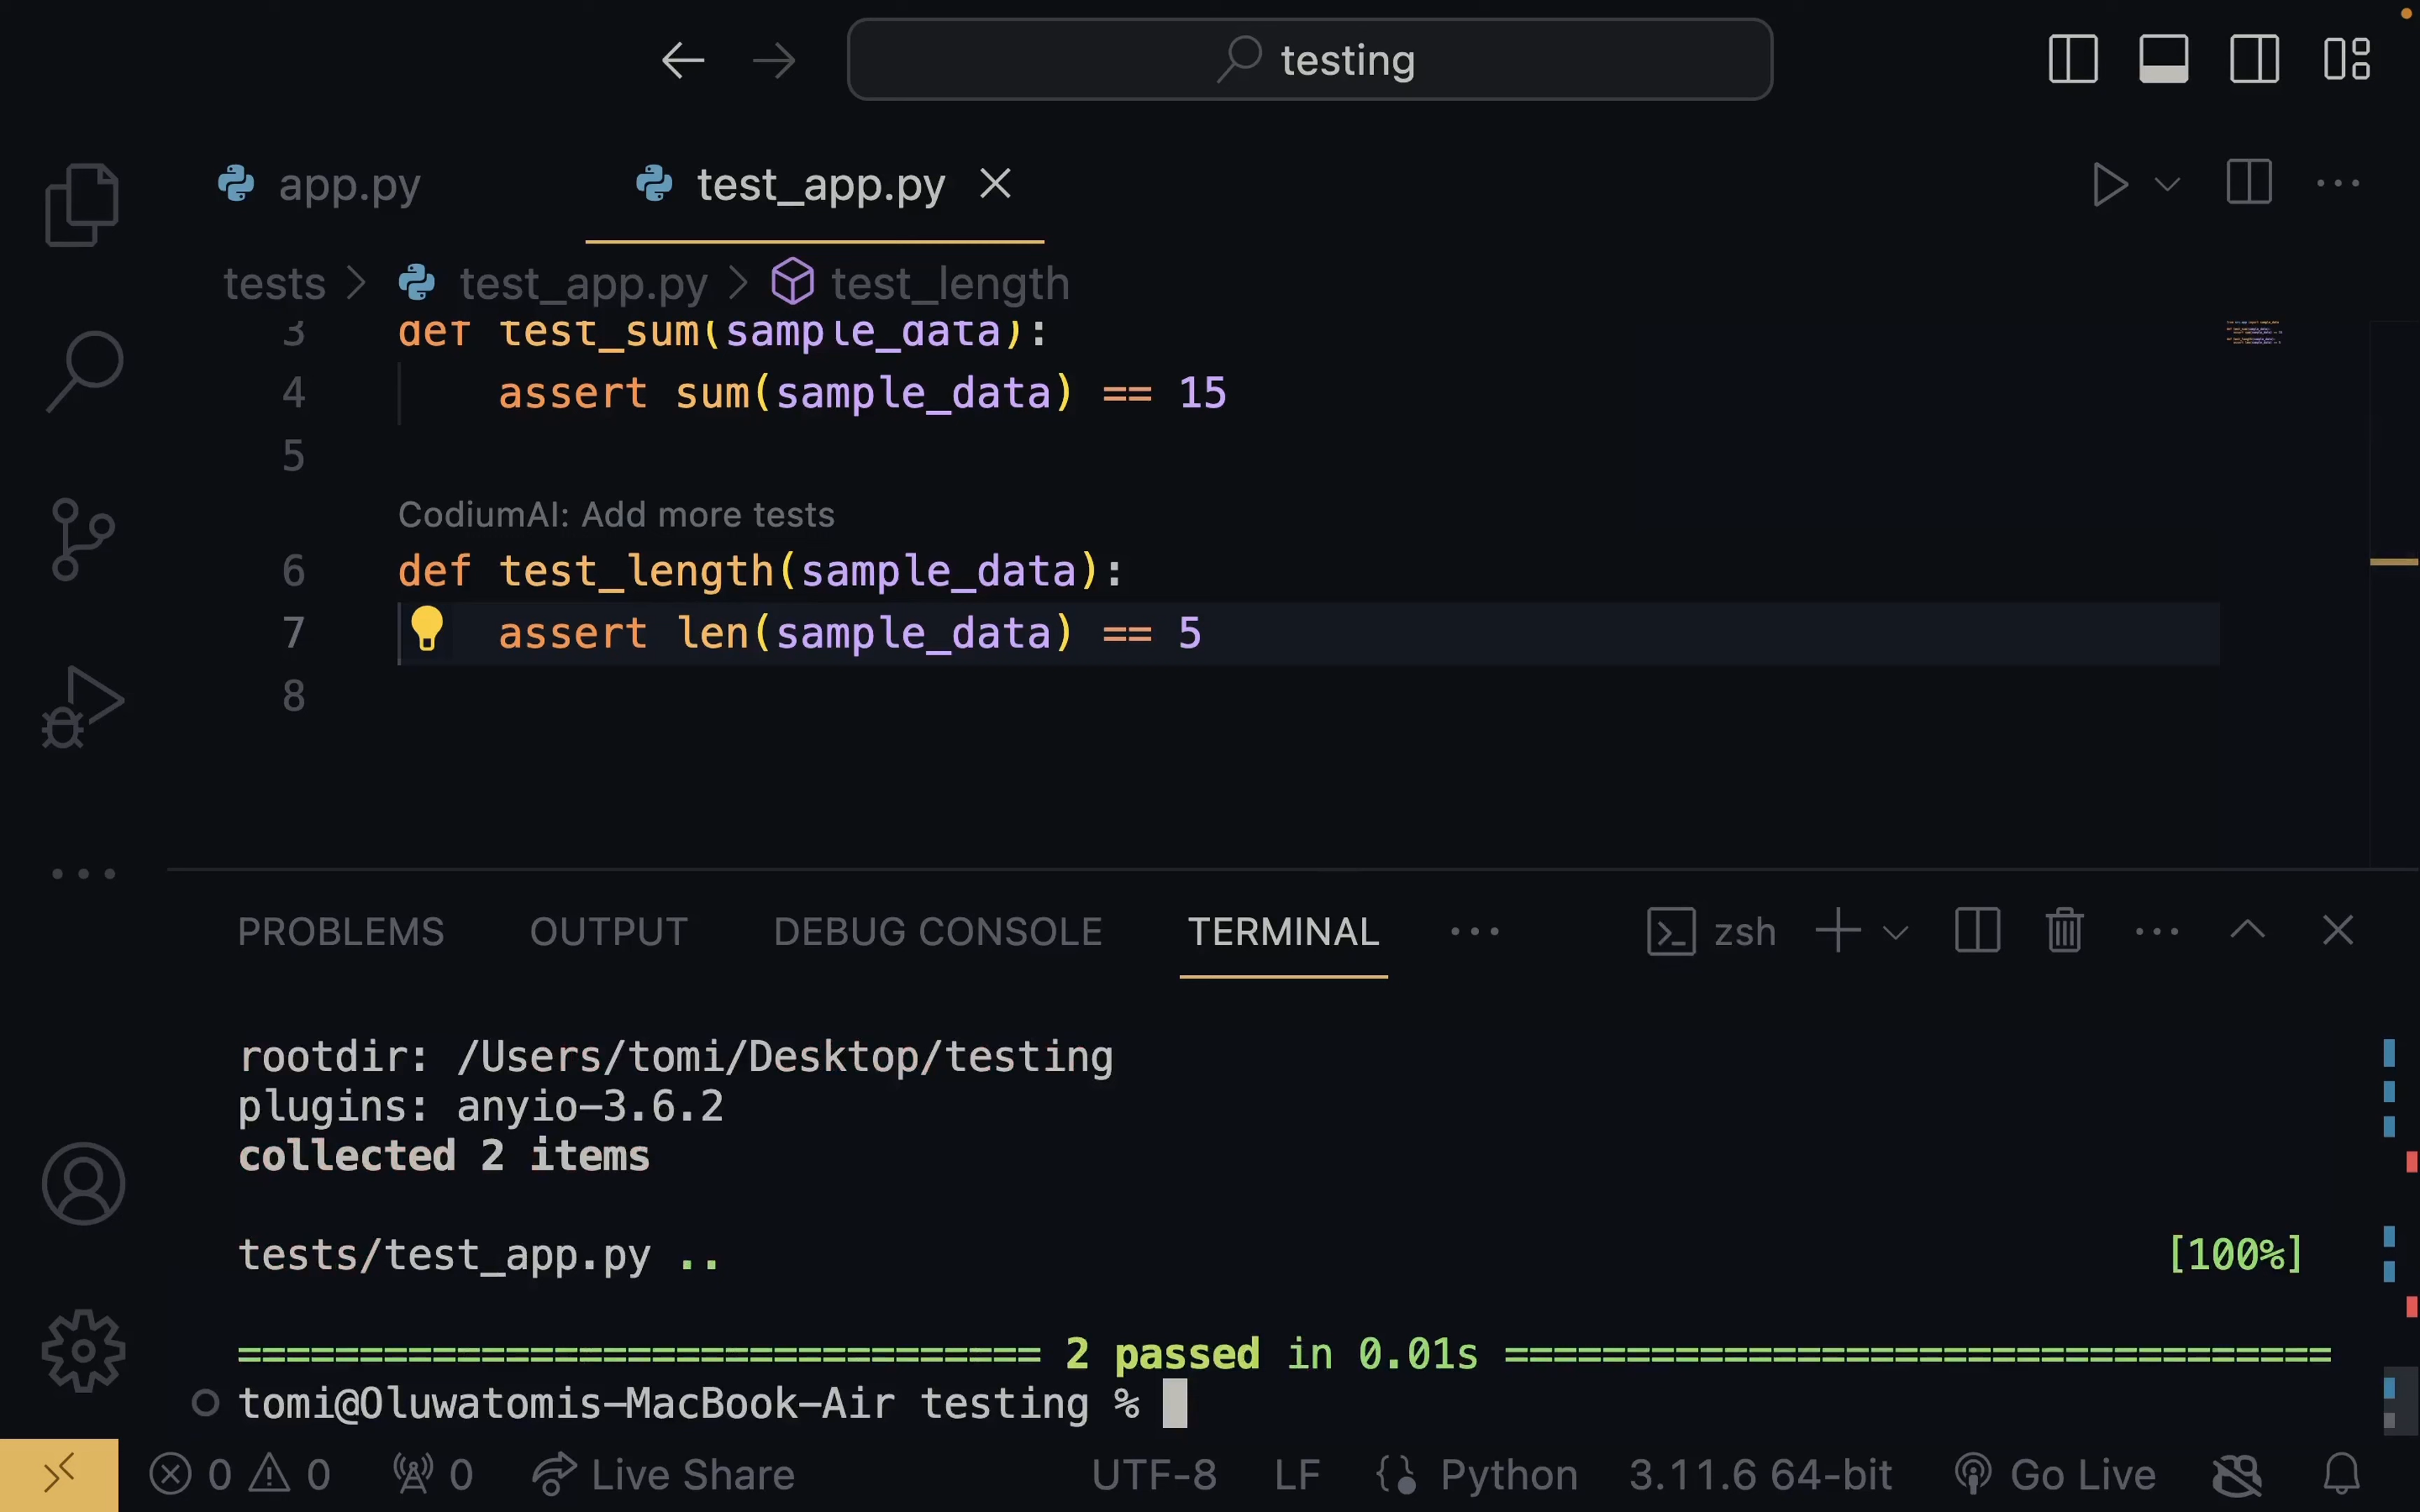 testing
app.py
test_app.py
tests > test_app.py > test_length
3 def test_sum(sample_data):
4 assert sum(sample_data) == 15
5
CodiumAI: Add more tests
6 def test_length(sample_data):
7 assert len(sample_data) == 5
8
PROBLEMS OUTPUT DEBUG CONSOLE TERMINAL ... zsh
rootdir: /Users/tomi/Desktop/testing
plugins: anyio-3.6.2
collected 2 items
tests/test_app.py .. [100%]
================================= 2 passed in 0.01s ==================================
tomi@Oluwatomis-MacBook-Air testing %
0 0 0 Live Share UTF-8 LF Python 3.11.6 64-bit Go Live